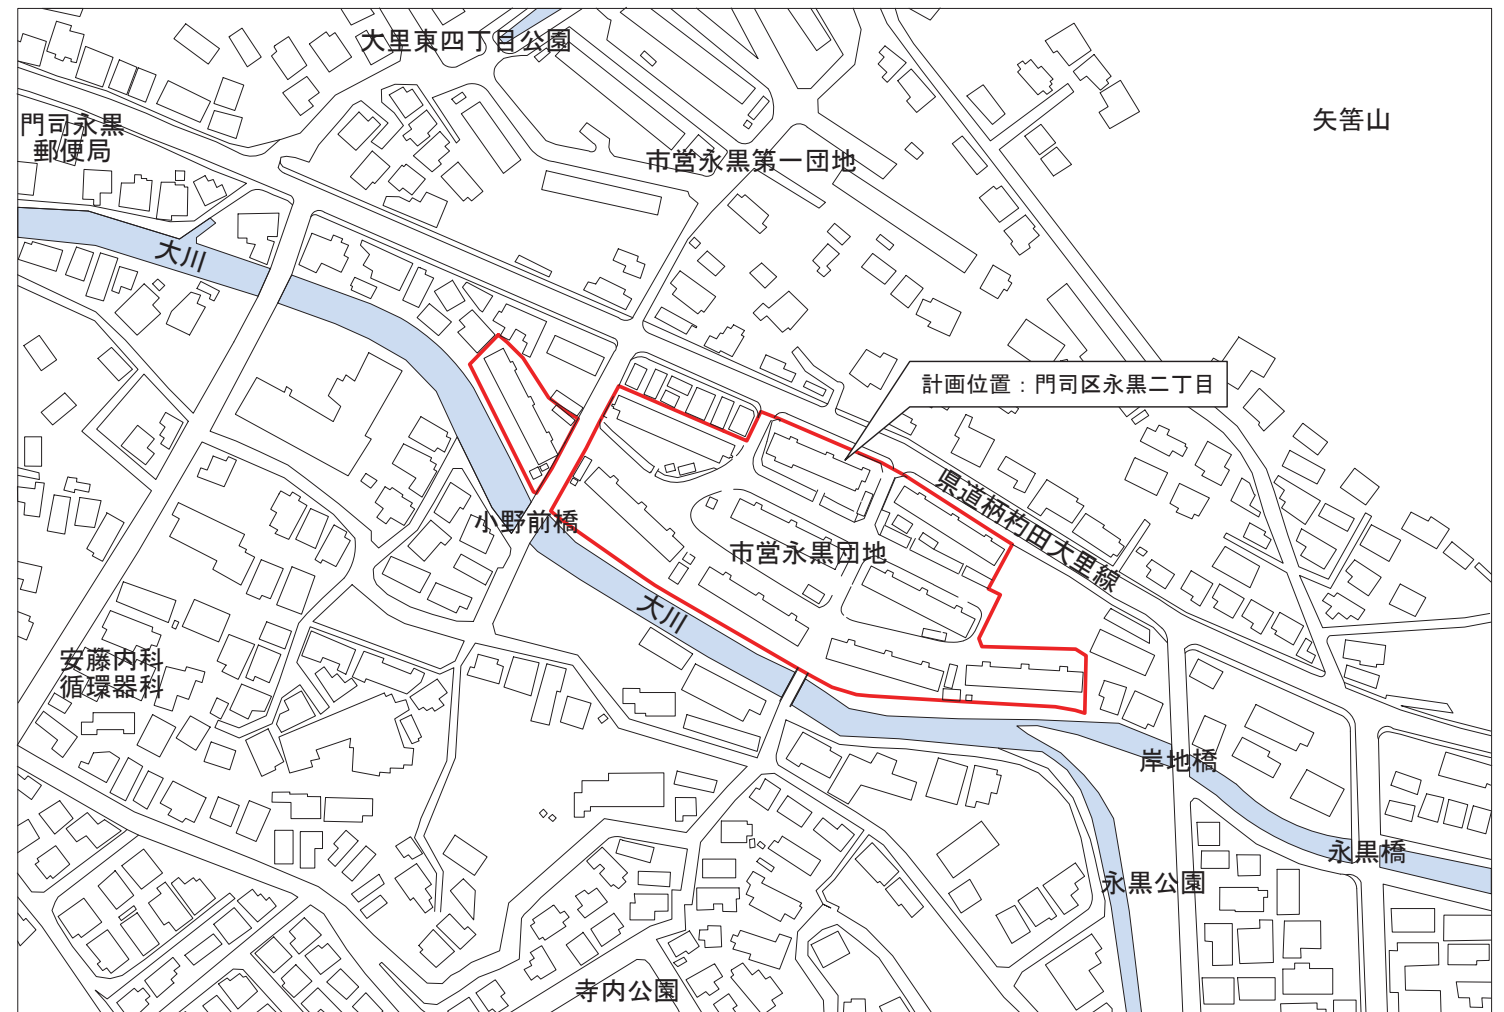 大里東四丁目公園
門司永黒
郵便局
矢筈山
市営永黒第一団地
大川
計画位置：門司区永黒二丁目
県道柄杓田大里線
小野前橋
市営永黒団地
大川
安藤内科
循環器科
岸地橋
永黒橋
永黒公園
寺内公園